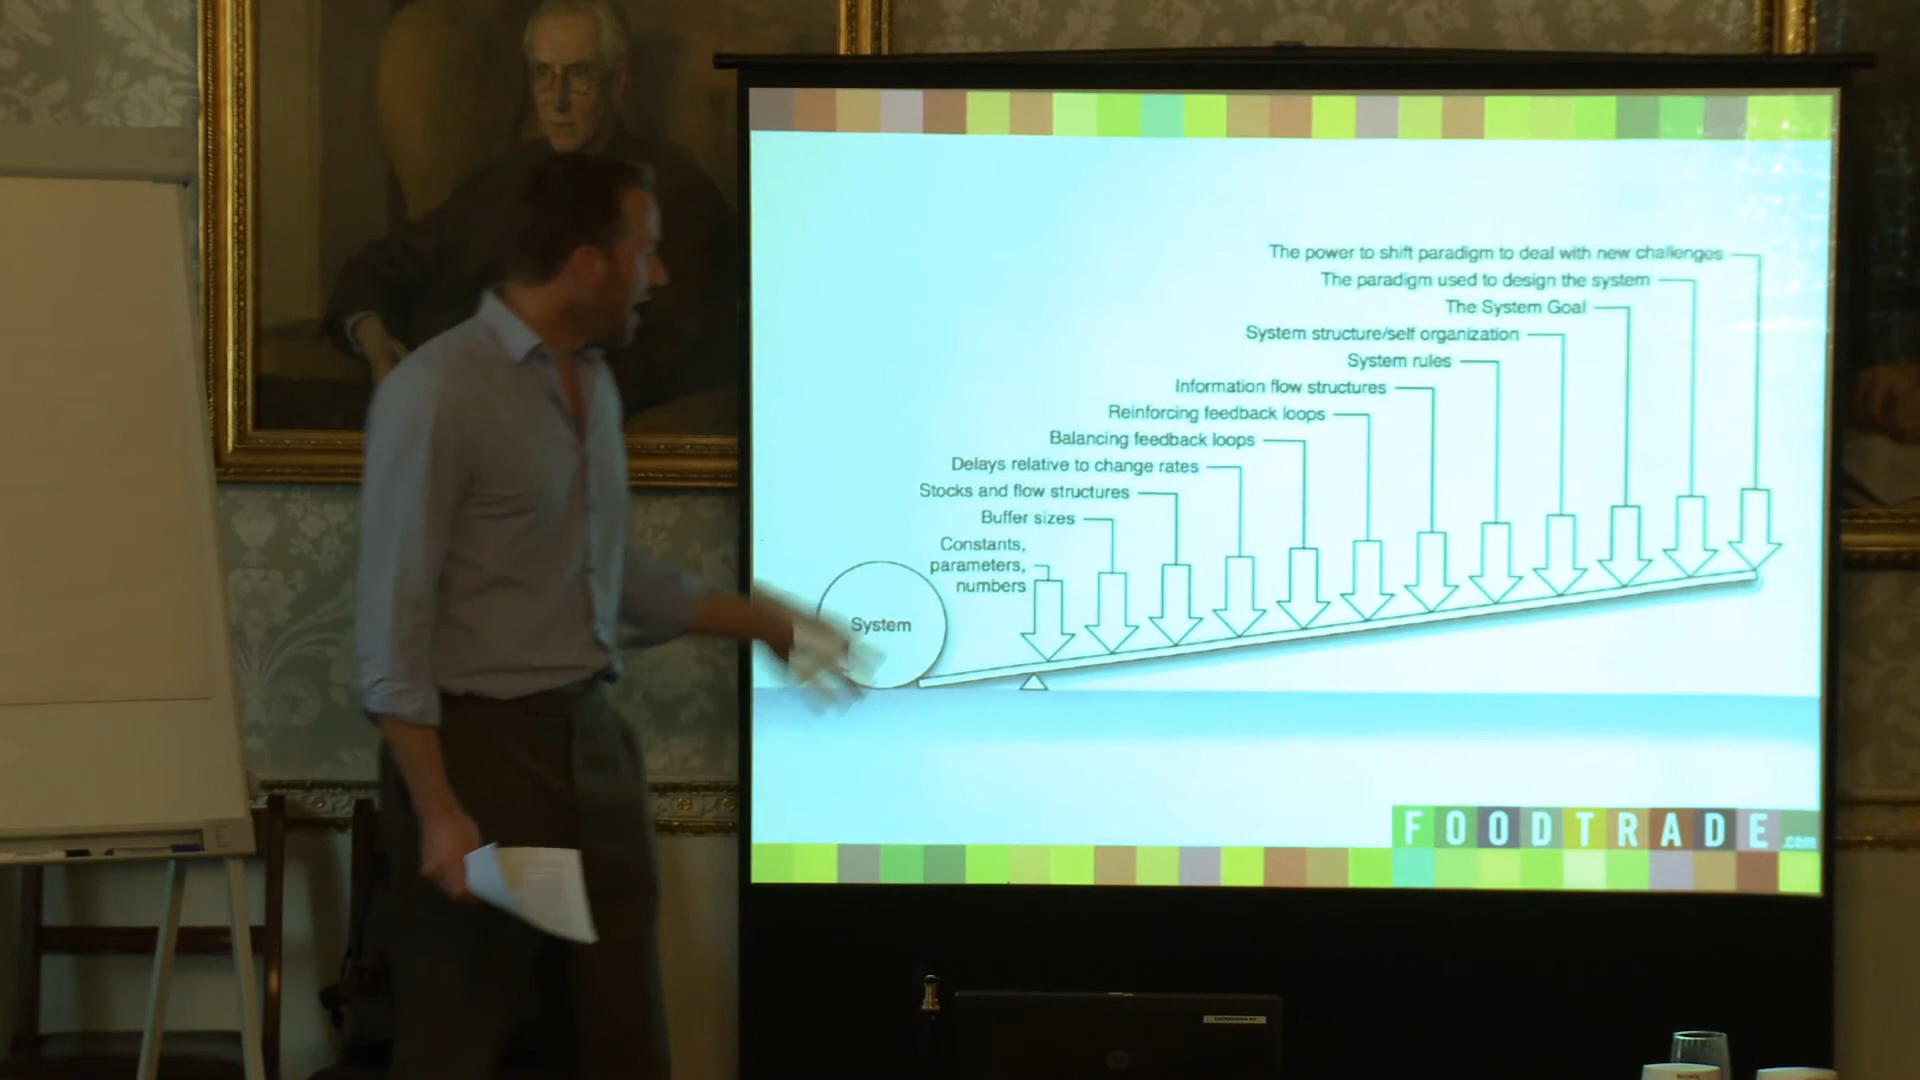 The power to shift paradigm to deal with new challenges
The paradigm used to design the system
The System Goal
System structure/self organization
System rules
Information flow structures
Reinforcing feedback loops
Balancing feedback loops
Delays relative to change rates
Stocks and flow structures
Buffer sizes
Constants,
parameters,
numbers
System
FOODTRADE.com